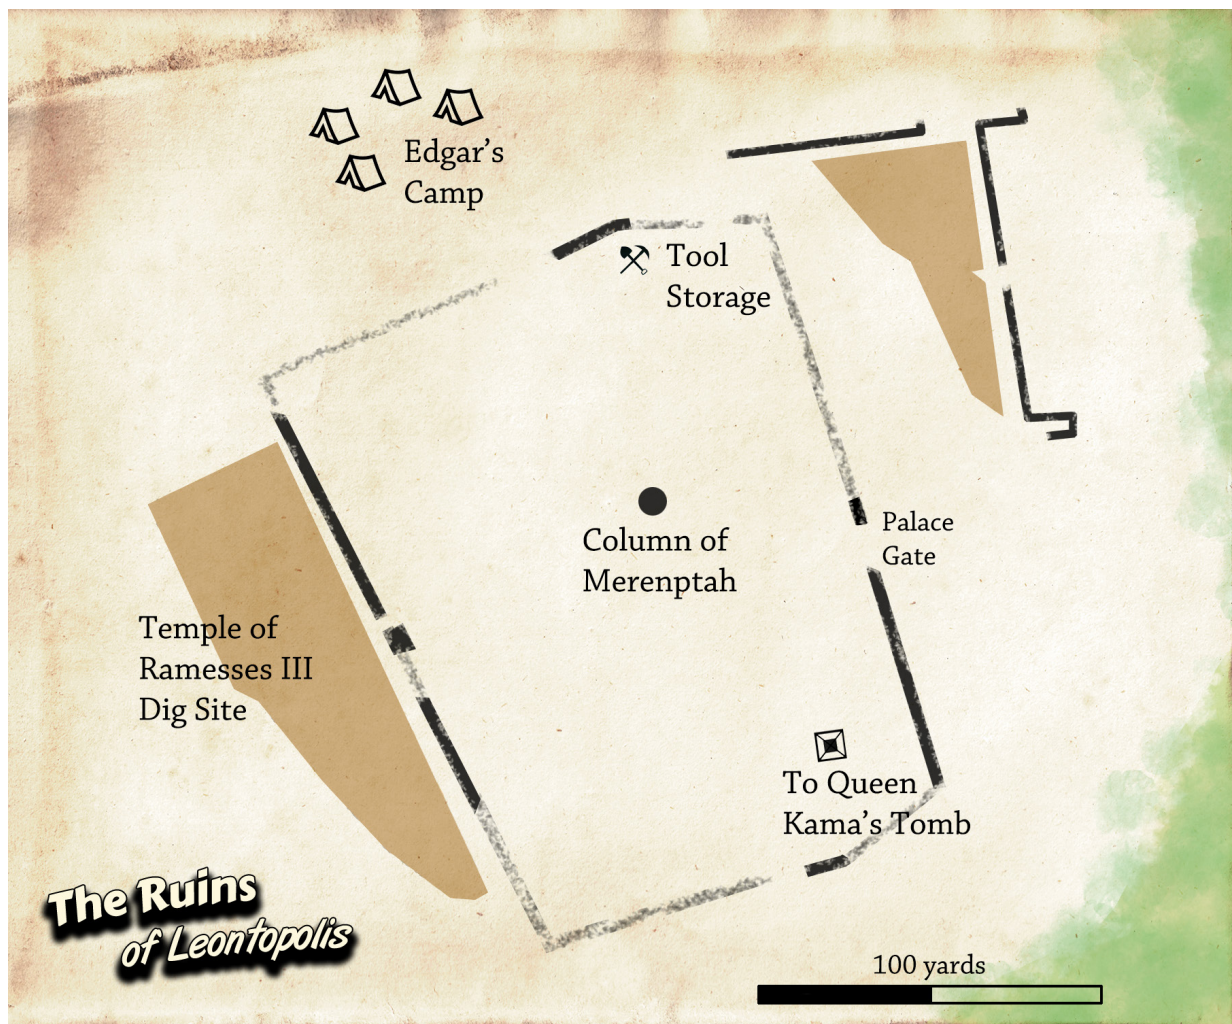 Edgar's
Camp
Tool
Storage
Palace
Gate
Column of
Merenptah
Temple of
Ramesses III
Dig Site
To Queen
Kama's Tomb
The Ruins
of Leontopolis
100 yards